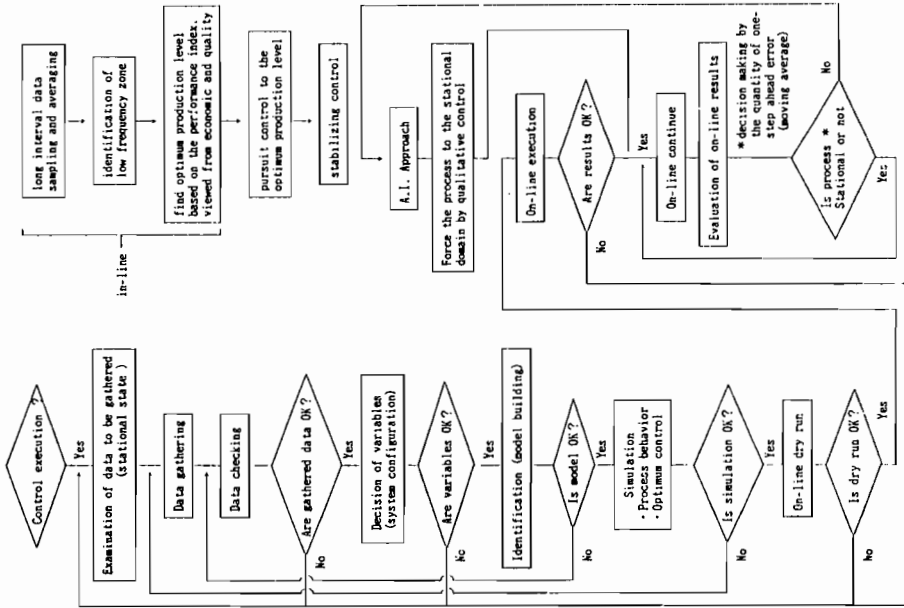 Control execution ?
Yes
Examination of data to be gathered
(stational state )
Data gathering
Data checking
Are gathered data OK?
Yes
No
Decision of variables
(system configuration)
Are variables OK?
Yes
No
Identification (model building)
Is model OK?
Yes
No
Simulation
· Process behavior
· Optimum control
Is simulation OK?
Yes
No
On-line dry run
Is dry run OK?
Yes
No
in-line
long interval data
sampling and averaging
identification of
low frequency zone
find optimum production level
based on the performance index.
viewed from economic and quality
pursuit control to the
optimum production level
stabilizing control
A.I. Approach
Force the process to the stational
domain by qualitative control
On-line execution
Are results OK ?
Yes
No
On-line continue
Evaluation of on-line results
* decision making by
the quantity of one-
step ahead error
(moving average)
Is process *
Stational or not
No
Yes